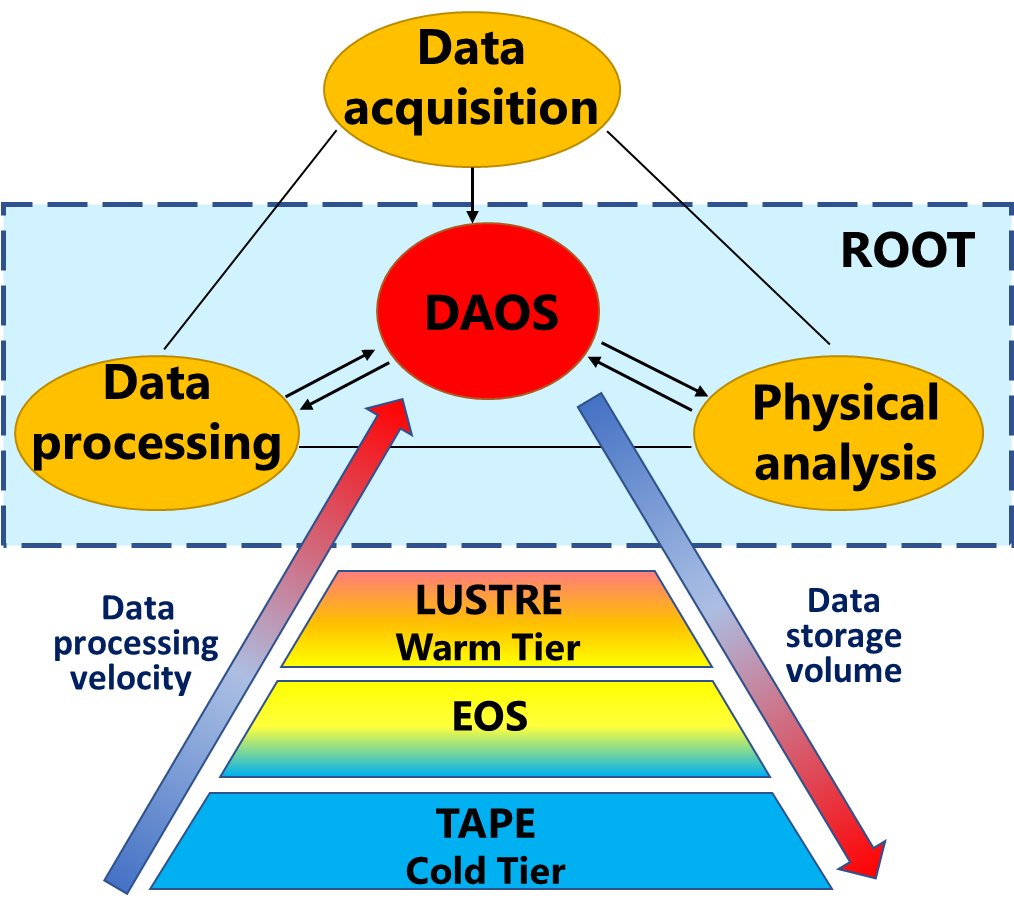 Data
acquisition
ROOT
DAOS
Data
processing
Physical
analysis
Data
processing
velocity
LUSTRE
Warm Tier
Data
storage
volume
EOS
TAPE
Cold Tier